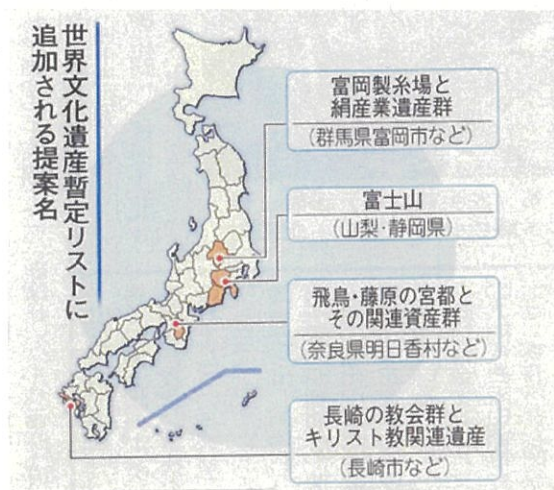 世界文化遺産暫定リストに
追加される提案名
富岡製糸場と
絹産業遺産群
(群馬県富岡市など)
富士山
(山梨・静岡県)
飛鳥・藤原の宮都と
その関連資産群
(奈良県明日香村など)
長崎の教会群と
キリスト教関連遺産
(長崎市など)